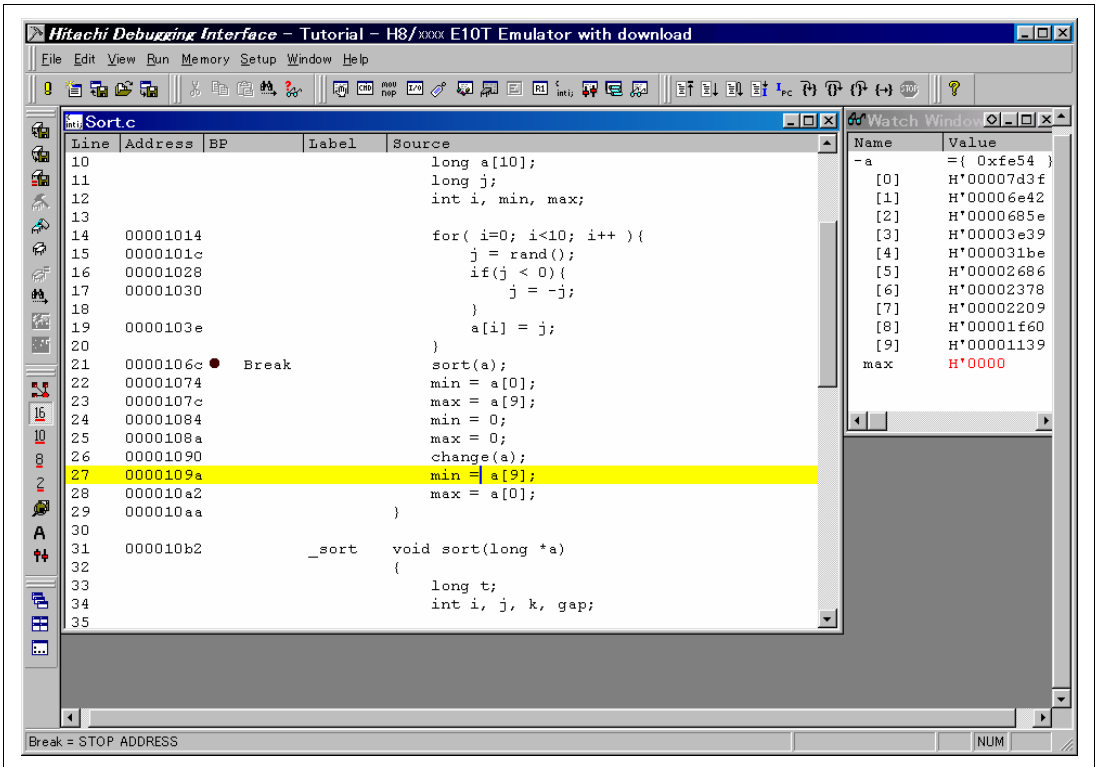 Hitachi Debugging Interface - Tutorial - H8/xxxx E10T Emulator with download
File Edit View Run Memory Setup Window Help
Sort.c
Line Address BP Label Source
10 long a[10];
11 long j;
12 int i, min, max;
13
14 00001014 for( i=0; i<10; i++ ){
15 0000101c j = rand();
16 00001028 if(j < 0){
17 00001030 j = -j;
18 }
19 0000103e a[i] = j;
20 }
21 0000106c Break sort(a);
22 00001074 min = a[0];
23 0000107c max = a[9];
24 00001084 min = 0;
25 0000108a max = 0;
26 00001090 change(a);
27 0000109a min = a[9];
28 000010a2 max = a[0];
29 000010aa }
30
31 000010b2 _sort void sort(long *a)
32 {
33 long t;
34 int i, j, k, gap;
35
Watch Window
Name Value
-a ={ 0xfe54 }
[0] H'00007d3f
[1] H'00006e42
[2] H'0000685e
[3] H'00003e39
[4] H'000031be
[5] H'00002686
[6] H'00002378
[7] H'00002209
[8] H'00001f60
[9] H'00001139
max H'0000
16
10
8
2
A
Break = STOP ADDRESS
NUM